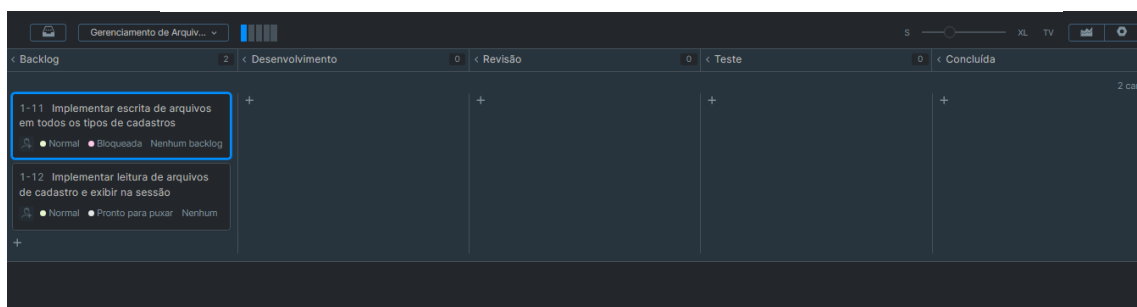 Gerenciamento de Arquiv...
S XL TV
Backlog 2 Desenvolvimento 0 Revisão 0 Teste 0 Concluída
2 car
1-11 Implementar escrita de arquivos
em todos os tipos de cadastros
Normal Bloqueada Nenhum backlog
1-12 Implementar leitura de arquivos
de cadastro e exibir na sessão
Normal Pronto para puxar Nenhum